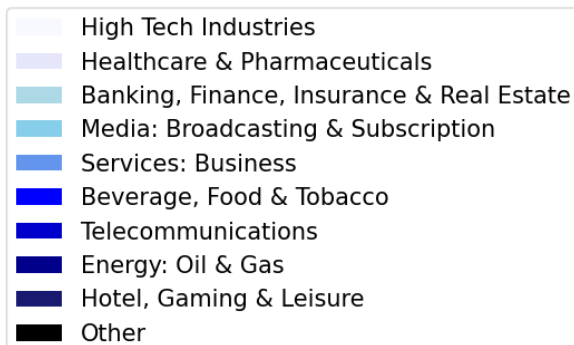 High Tech Industries
Healthcare & Pharmaceuticals
Banking, Finance, Insurance & Real Estate
Media: Broadcasting & Subscription
Services: Business
Beverage, Food & Tobacco
Telecommunications
Energy: Oil & Gas
Hotel, Gaming & Leisure
Other